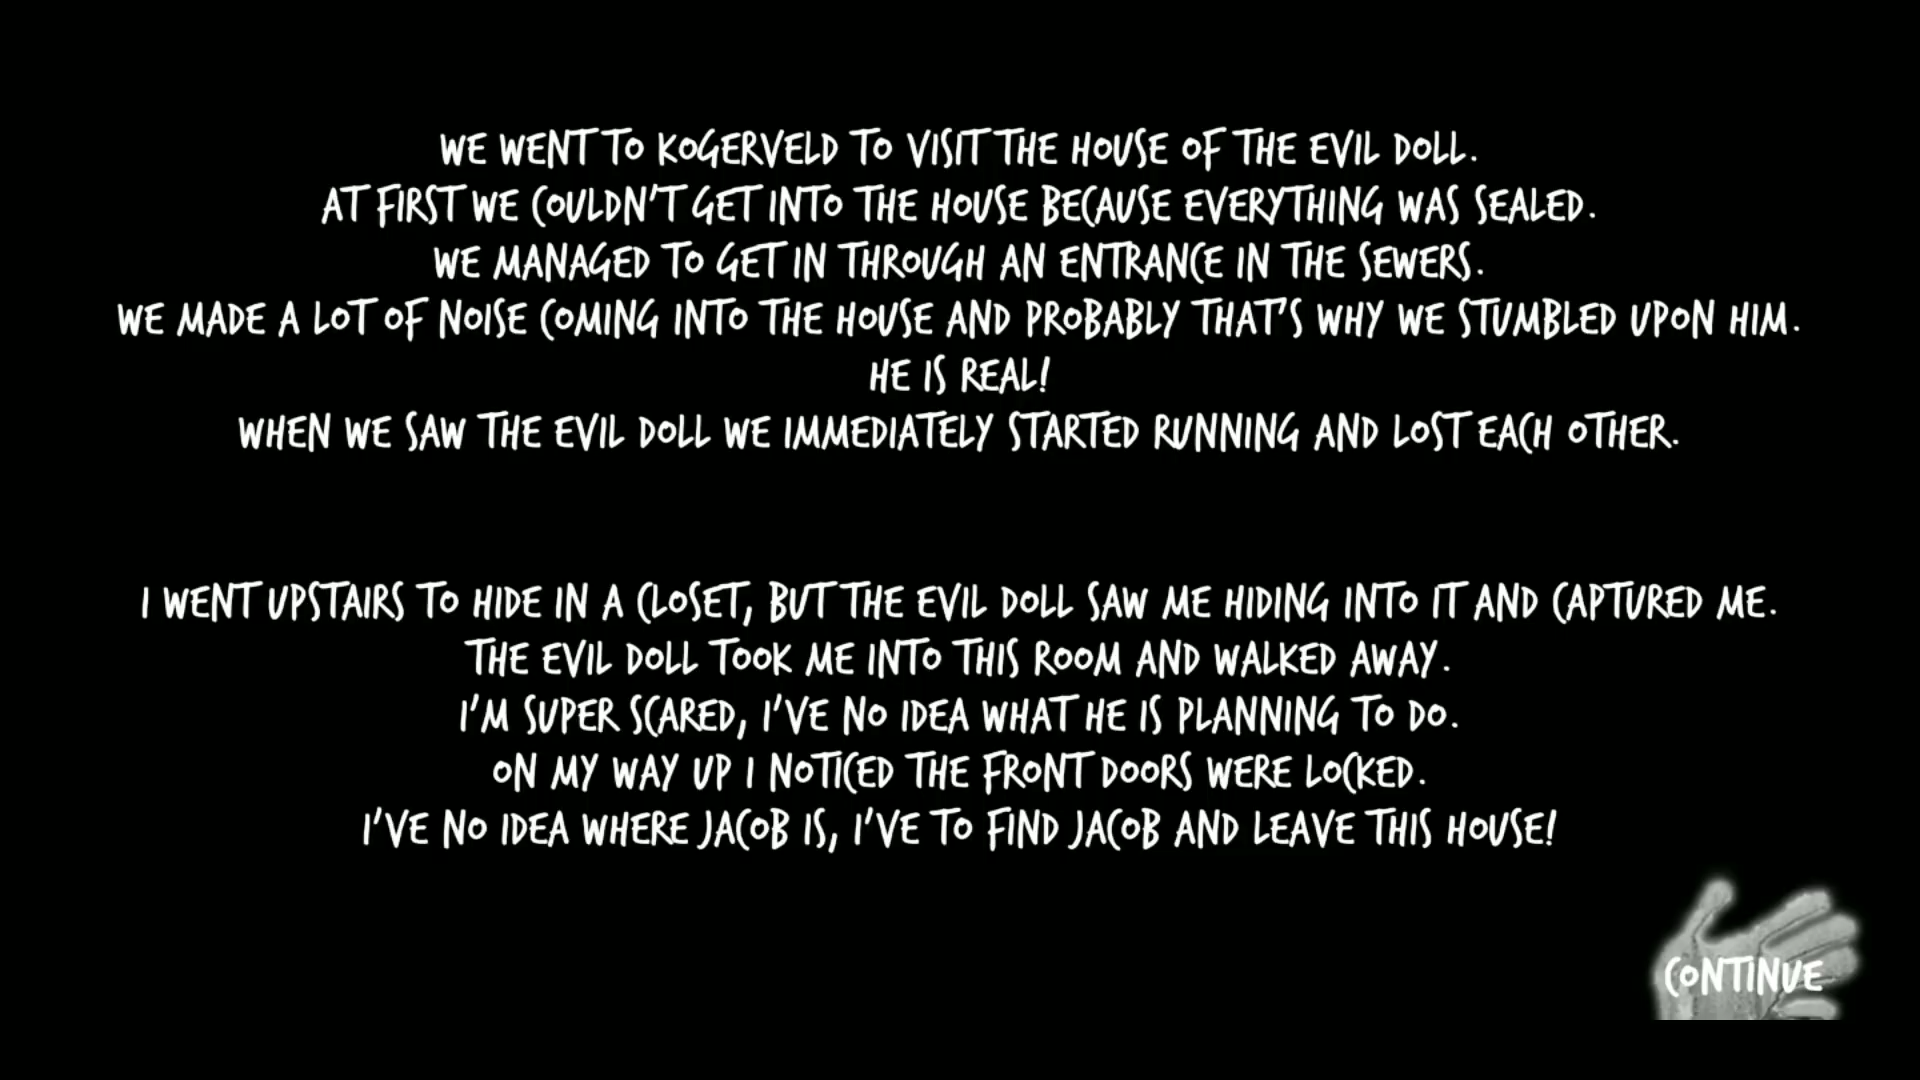 WE WENT TO KOGERVELD TO VISIT THE HOUSE OF THE EVIL DOLL.
AT FIRST WE COULDN'T GET INTO THE HOUSE BECAUSE EVERYTHING WAS SEALED.
WE MANAGED TO GET IN THROUGH AN ENTRANCE IN THE SEWERS.
WE MADE A LOT OF NOISE COMING INTO THE HOUSE AND PROBABLY THAT'S WHY WE STUMBLED UPON HIM.
HE IS REAL!
WHEN WE SAW THE EVIL DOLL WE IMMEDIATELY STARTED RUNNING AND LOST EACH OTHER.
I WENT UPSTAIRS TO HIDE IN A CLOSET, BUT THE EVIL DOLL SAW ME HIDING INTO IT AND CAPTURED ME.
THE EVIL DOLL TOOK ME INTO THIS ROOM AND WALKED AWAY.
I'M SUPER SCARED, I'VE NO IDEA WHAT HE IS PLANNING TO DO.
ON MY WAY UP I NOTICED THE FRONT DOORS WERE LOCKED.
I'VE NO IDEA WHERE JACOB IS, I'VE TO FIND JACOB AND LEAVE THIS HOUSE!
CONTINUE